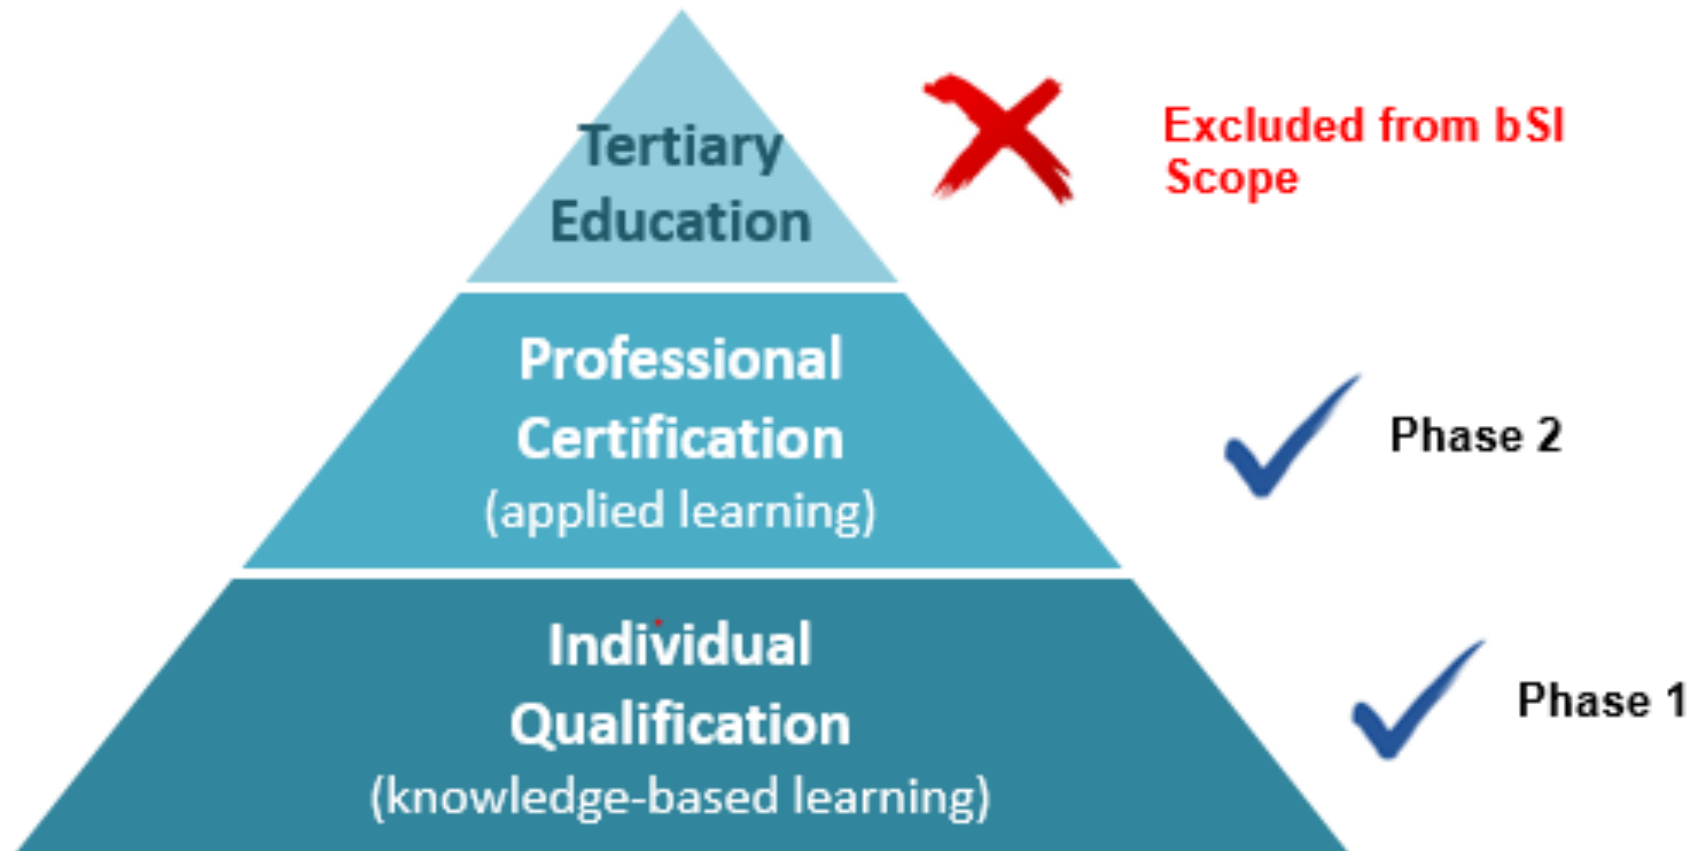 Tertiary
Education
Excluded from bSI
Scope
Professional
Certification
(applied learning)
Phase 2
Individual
Qualification
(knowledge-based learning)
Phase 1